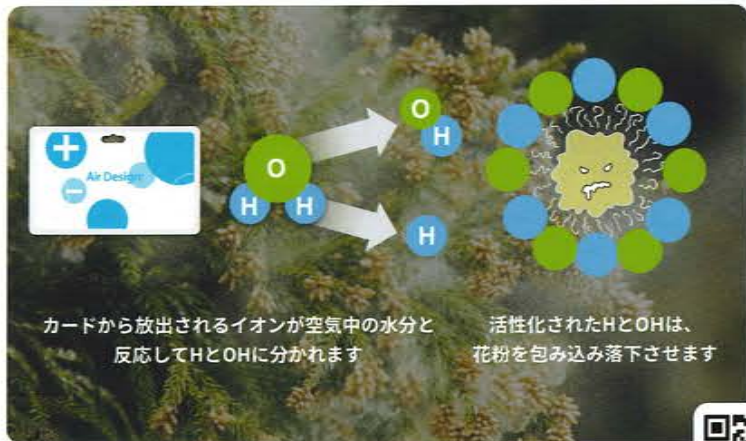 +
−
Air Design
O
H
H
O
H
H
カードから放出されるイオンが空気中の水分と
反応してHとOHに分かれます
活性化されたHとOHは、
花粉を包み込み落下させます